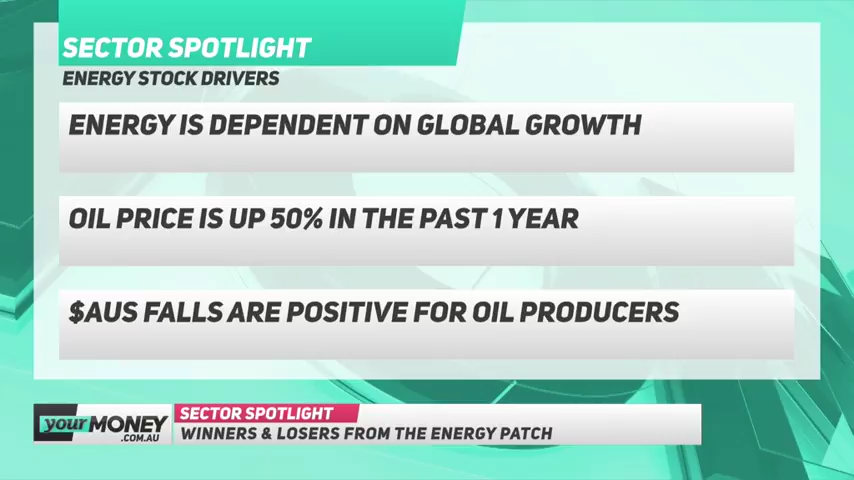 SECTOR SPOTLIGHT
ENERGY STOCK DRIVERS
ENERGY IS DEPENDENT ON GLOBAL GROWTH
OIL PRICE IS UP 50% IN THE PAST 1 YEAR
$AUS FALLS ARE POSITIVE FOR OIL PRODUCERS
yourMONEY
.COM.AU
SECTOR SPOTLIGHT
WINNERS & LOSERS FROM THE ENERGY PATCH